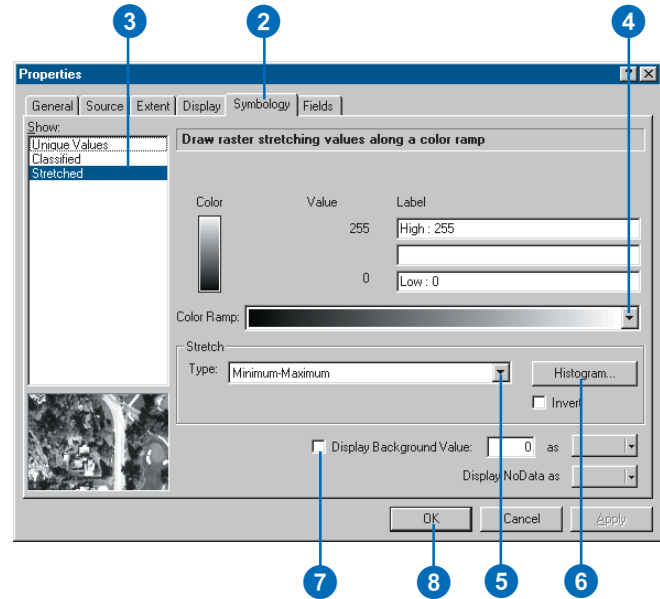 3 2 4
Properties ? X
General Source Extent Display Symbology Fields
Show:
Unique Values
Classified
Stretched
Draw raster stretching values along a color ramp
Color Value Label
255 High : 255
0 Low : 0
Color Ramp:
Stretch
Type: Minimum-Maximum Histogram...
Invert
Display Background Value: 0 as
Display NoData as
OK Cancel Apply
7 8 5 6